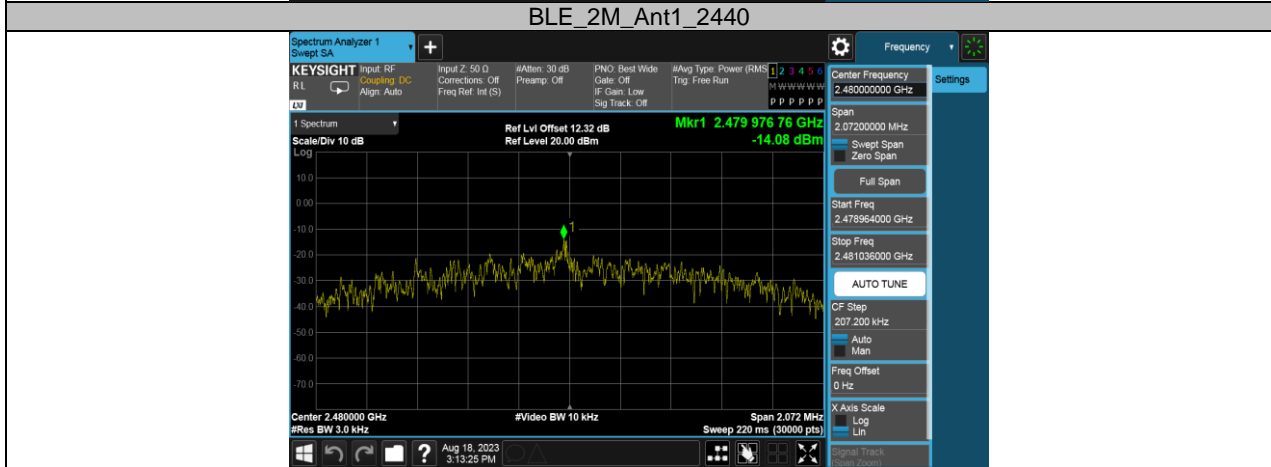 BLE_2M_Ant1_2440
Spectrum Analyzer 1
Swept SA
+
Frequency
KEYSIGHT
RL
LXI
Input: RF
Coupling: DC
Align: Auto
Input Z: 50 Ω
Corrections: Off
Freq Ref: Int (S)
#Atten: 30 dB
Preamp: Off
PNO: Best Wide
Gate: Off
IF Gain: Low
Sig Track: Off
#Avg Type: Power (RMS
Trig: Free Run
1 2 3 4 5 6
M W W W W W
P P P P P P
Center Frequency
2.480000000 GHz
Settings
Span
2.07200000 MHz
Swept Span
Zero Span
Full Span
Start Freq
2.478964000 GHz
Stop Freq
2.481036000 GHz
AUTO TUNE
CF Step
207.200 kHz
Auto
Man
Freq Offset
0 Hz
X Axis Scale
Log
Lin
Signal Track
(Span Zoom)
1 Spectrum
Scale/Div 10 dB
Log
Ref Lvl Offset 12.32 dB
Ref Level 20.00 dBm
Mkr1 2.479 976 76 GHz
-14.08 dBm
1
10.0
0.00
-10.0
-20.0
-30.0
-40.0
-50.0
-60.0
-70.0
Center 2.480000 GHz
#Res BW 3.0 kHz
#Video BW 10 kHz
Span 2.072 MHz
Sweep 220 ms (30000 pts)
?
Aug 18, 2023
3:13:25 PM